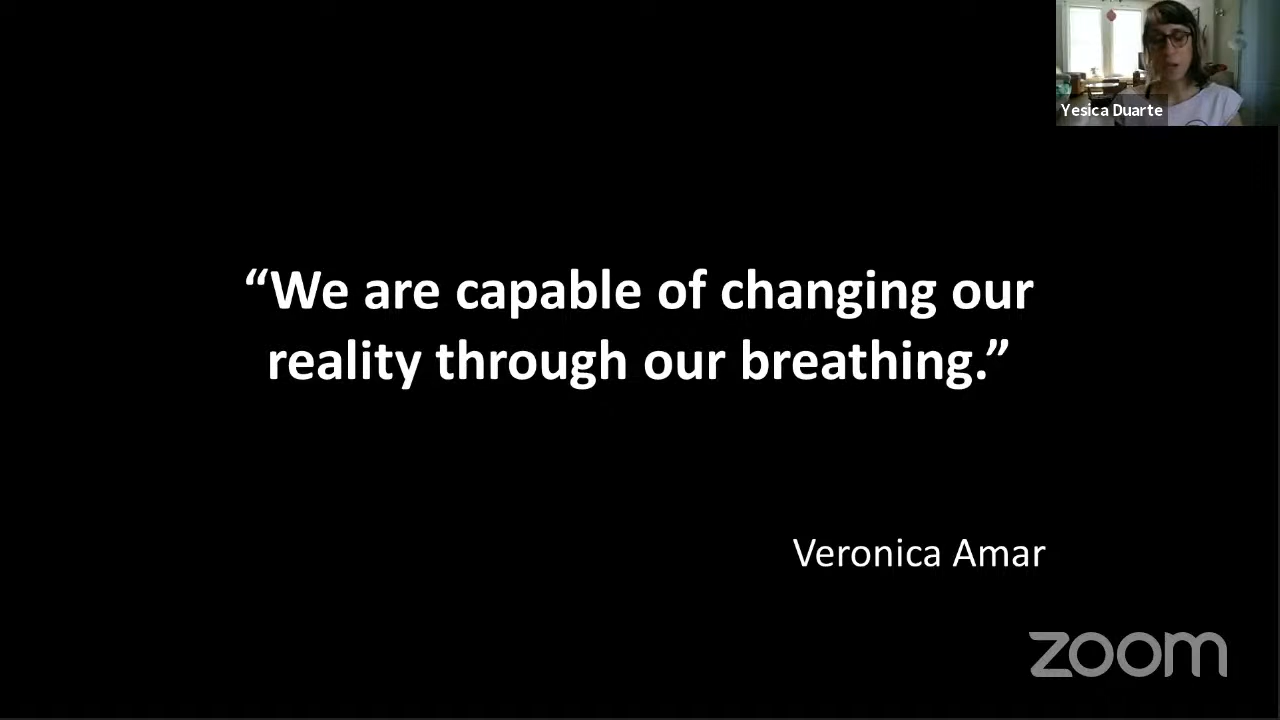 Yesica Duarte
“We are capable of changing our
reality through our breathing.”
Veronica Amar
zoom